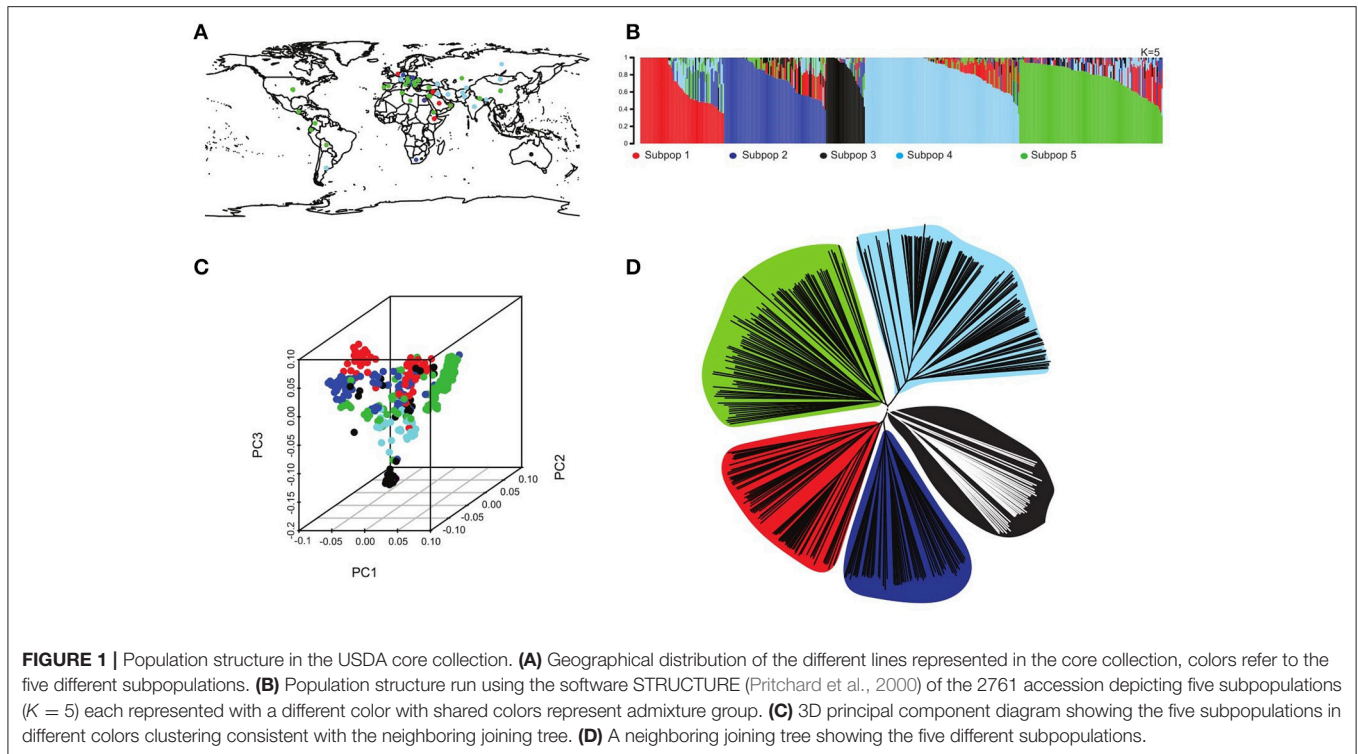 A
B
K=5
1
0.8
0.6
0.4
0.2
0
Subpop 1 Subpop 2 Subpop 3 Subpop 4 Subpop 5
C
D
0.10
0.05
0.00
-0.05
-0.10
-0.15
-0.2
PC3
-0.1 -0.05 0.00 0.05 0.10
PC1
-0.10
-0.05
0.00
0.05
0.10
PC2
FIGURE 1 | Population structure in the USDA core collection. (A) Geographical distribution of the different lines represented in the core collection, colors refer to the
five different subpopulations. (B) Population structure run using the software STRUCTURE (Pritchard et al., 2000) of the 2761 accession depicting five subpopulations
(K = 5) each represented with a different color with shared colors represent admixture group. (C) 3D principal component diagram showing the five subpopulations in
different colors clustering consistent with the neighboring joining tree. (D) A neighboring joining tree showing the five different subpopulations.